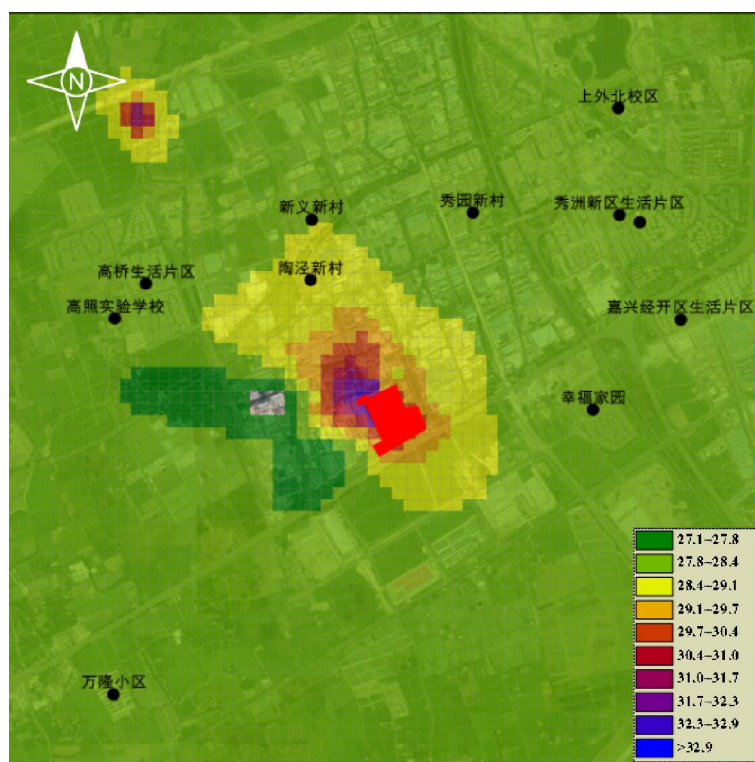 N
上外北校区
新义新村
秀园新村
秀洲新区生活片区
高桥生活片区
陶泾新村
高照实验学校
嘉兴经开区生活片区
幸福家园
万隆小区
27.1~27.8
27.8~28.4
28.4~29.1
29.1~29.7
29.7~30.4
30.4~31.0
31.0~31.7
31.7~32.3
32.3~32.9
>32.9